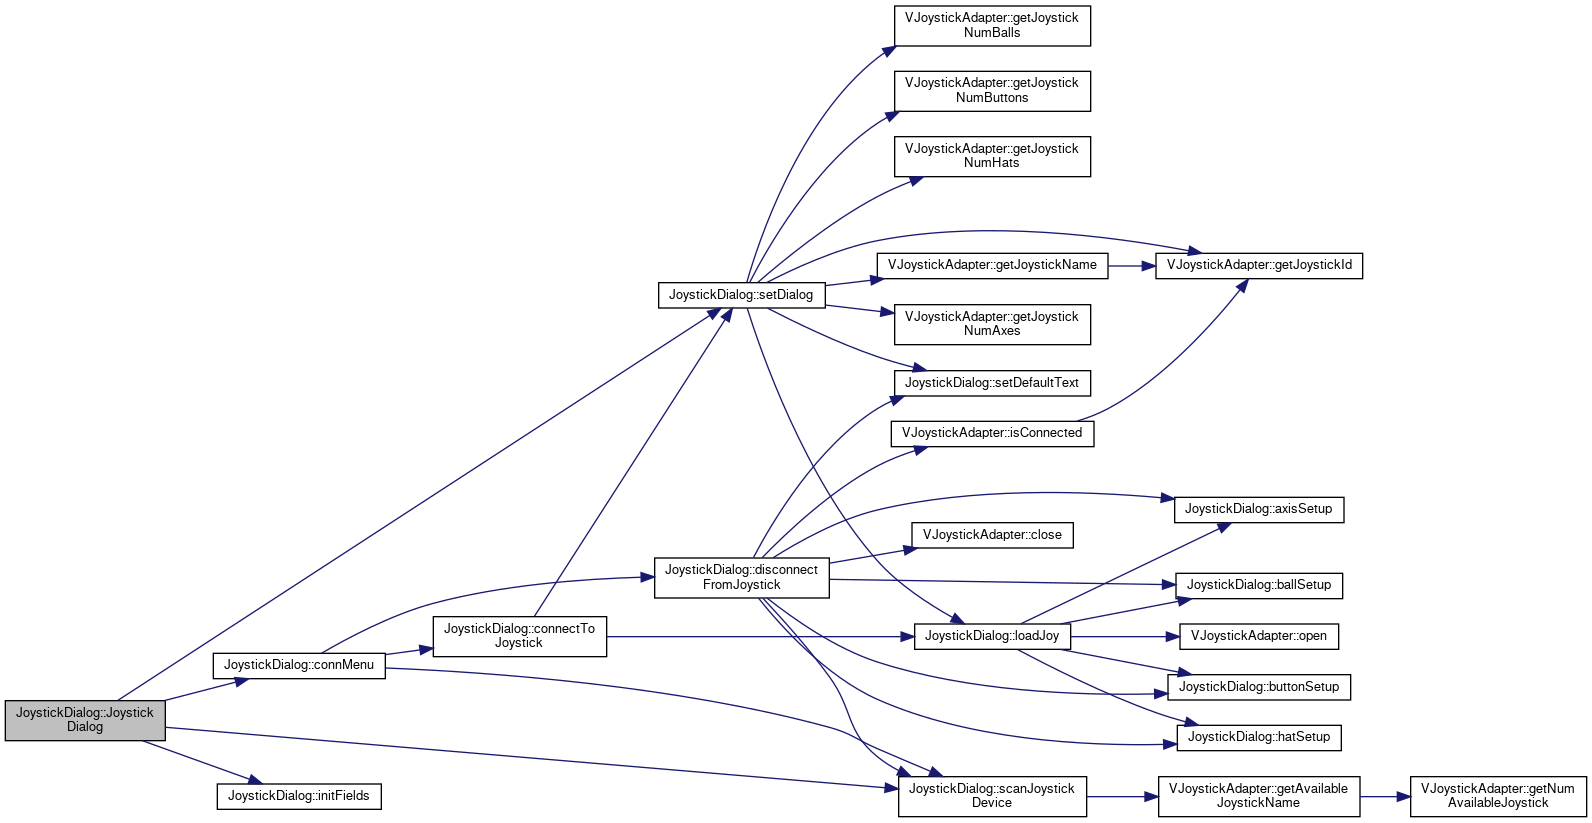 VJoystickAdapter::getJoystick
NumBalls
VJoystickAdapter::getJoystick
NumButtons
VJoystickAdapter::getJoystick
NumHats
VJoystickAdapter::getJoystickName
VJoystickAdapter::getJoystickId
JoystickDialog::setDialog
VJoystickAdapter::getJoystick
NumAxes
JoystickDialog::setDefaultText
VJoystickAdapter::isConnected
JoystickDialog::axisSetup
VJoystickAdapter::close
JoystickDialog::disconnect
FromJoystick
JoystickDialog::ballSetup
JoystickDialog::connectTo
Joystick
JoystickDialog::loadJoy
VJoystickAdapter::open
JoystickDialog::connMenu
JoystickDialog::buttonSetup
JoystickDialog::Joystick
Dialog
JoystickDialog::hatSetup
JoystickDialog::initFields
JoystickDialog::scanJoystick
Device
VJoystickAdapter::getAvailable
JoystickName
VJoystickAdapter::getNum
AvailableJoystick